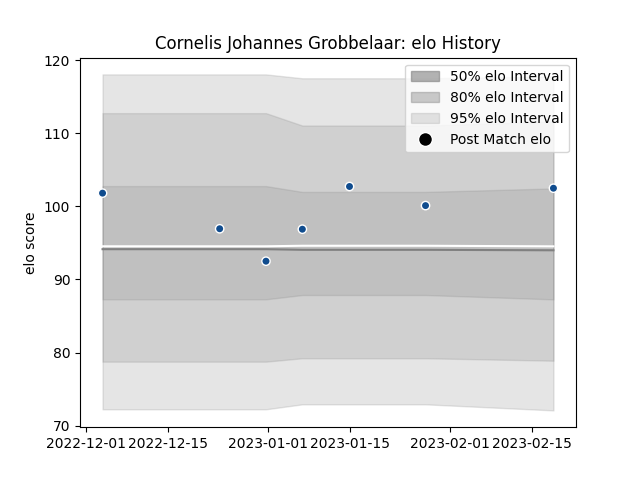 Cornelis Johannes Grobbelaar: elo History
120
110
100
90
80
70
elo score
50% elo Interval
80% elo Interval
95% elo Interval
Post Match elo
2022-12-01 2022-12-15 2023-01-01 2023-01-15 2023-02-01 2023-02-15